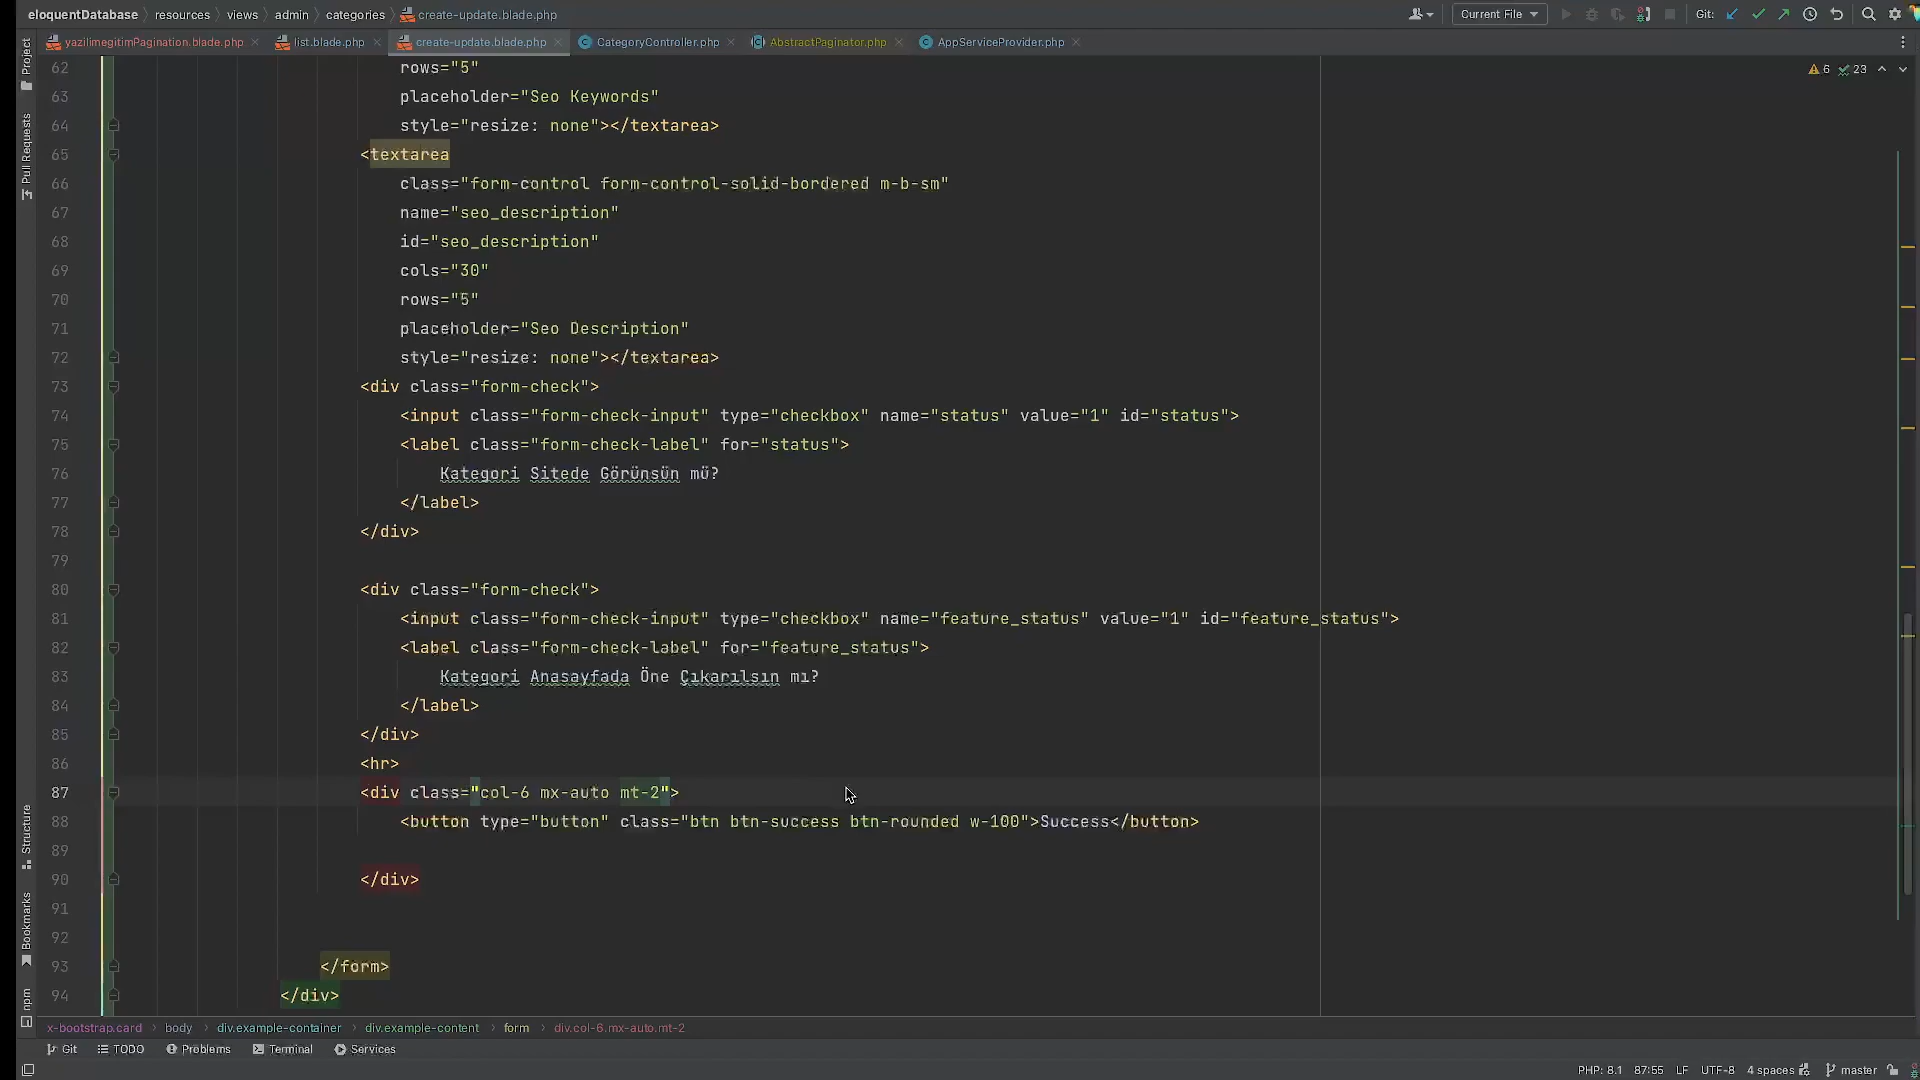 eloquentDatabase › resources › views › admin › categories › create-update.blade.php
Current File
Git:
yazilimegitimPagination.blade.php
list.blade.php
create-update.blade.php
CategoryController.php
AbstractPaginator.php
AppServiceProvider.php
Project
Pull Requests
Structure
Bookmarks
npm
6 23
62 rows="5"
63 placeholder="Seo Keywords"
64 style="resize: none"></textarea>
65 <textarea
66 class="form-control form-control-solid-bordered m-b-sm"
67 name="seo_description"
68 id="seo_description"
69 cols="30"
70 rows="5"
71 placeholder="Seo Description"
72 style="resize: none"></textarea>
73 <div class="form-check">
74 <input class="form-check-input" type="checkbox" name="status" value="1" id="status">
75 <label class="form-check-label" for="status">
76 Kategori Sitede Görünsün mü?
77 </label>
78 </div>
79
80 <div class="form-check">
81 <input class="form-check-input" type="checkbox" name="feature_status" value="1" id="feature_status">
82 <label class="form-check-label" for="feature_status">
83 Kategori Anasayfada Öne Çıkarılsın mı?
84 </label>
85 </div>
86 <hr>
87 <div class="col-6 mx-auto mt-2">
88 <button type="button" class="btn btn-success btn-rounded w-100">Success</button>
89
90 </div>
91
92
93 </form>
94 </div>
x-bootstrap.card › body › div.example-container › div.example-content › form › div.col-6.mx-auto.mt-2
Git TODO Problems Terminal Services
PHP: 8.1 87:55 LF UTF-8 4 spaces master